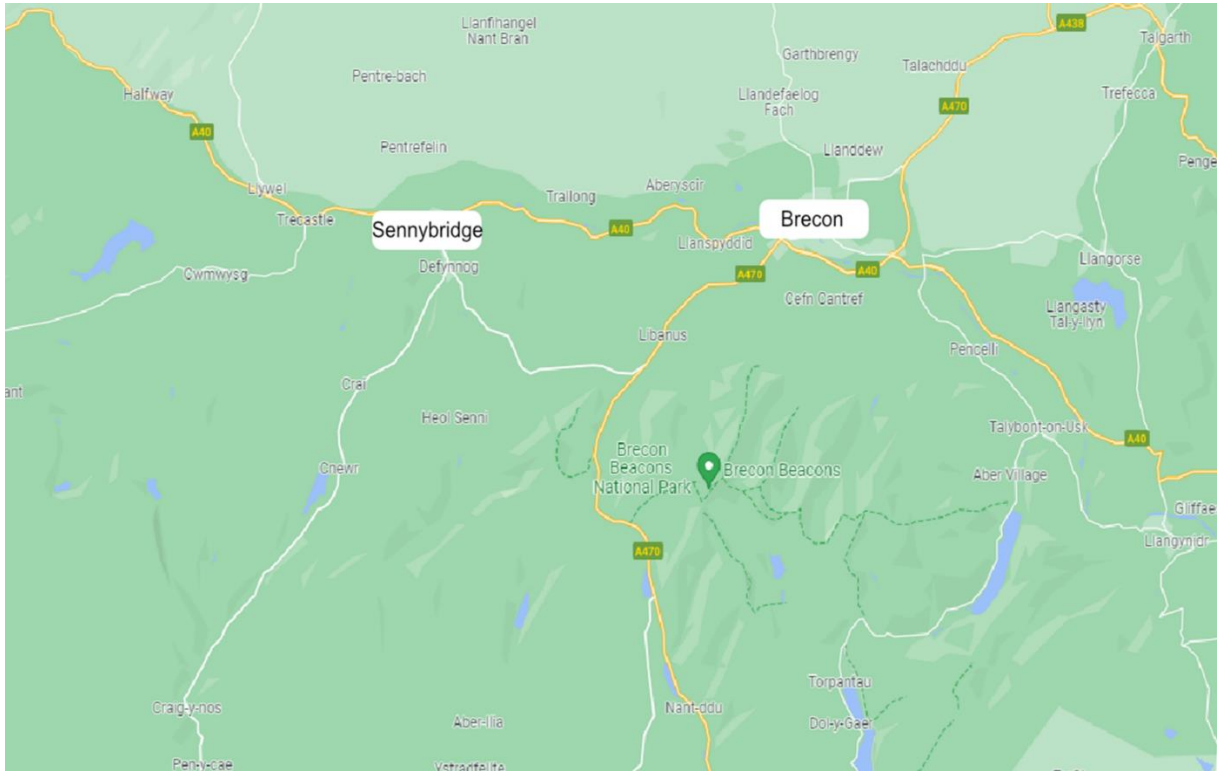 Llanfihangel
Nant Bran
A438
Talgarth
Garthbrengy
Talachddu
Pentre-bach
Halfway
Llandefaelog
Fach
A470
Trefecca
A40
Pentrefelin
Llanddew
Penge
Llywel
Trallong
Aberyscir
Trecastle
Sennybridge
A40
Brecon
Llanspyddid
Defynnog
Cwmwysg
A470
A40
Llangorse
Cefn Cantref
Llangasty
Tal-y-llyn
Libanus
Pencelli
ant
Crai
Heol Senni
Talybont-on-Usk
A40
Brecon
Beacons
National Park
Brecon Beacons
Cnewr
Aber Village
Gliffae
A470
Llangynidr
Torpantau
Craig-y-nos
Nant-ddu
Aber-llia
Dol-y-Gaer
Pen-y-cae
Ystradfellte